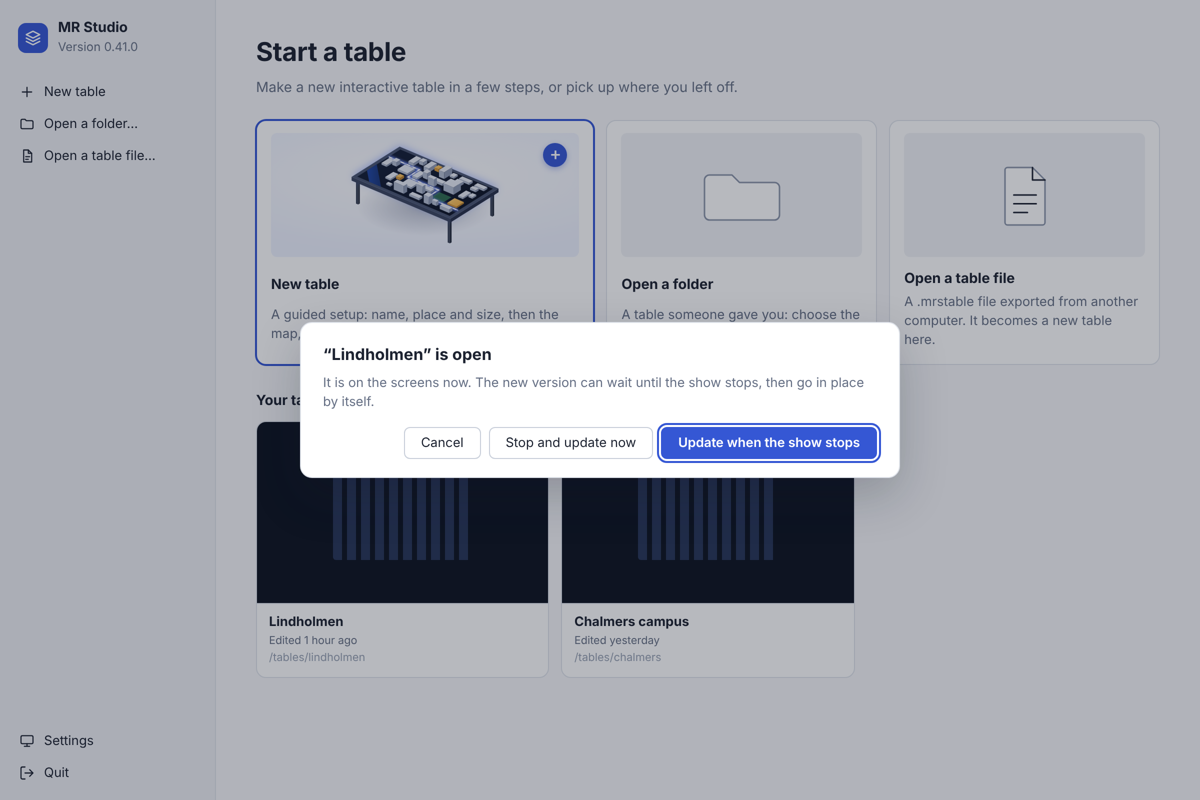 MR Studio
Version 0.41.0
New table
Open a folder...
Open a table file...
Settings
Quit
Start a table
Make a new interactive table in a few steps, or pick up where you left off.
New table
A guided setup: name, place and size, then the
map,
Open a folder
A table someone gave you: choose the
Open a table file
A .mrstable file exported from another
computer. It becomes a new table
here.
“Lindholmen” is open
It is on the screens now. The new version can wait until the show stops, then go in place
by itself.
Cancel
Stop and update now
Update when the show stops
Your
Lindholmen
Edited 1 hour ago
/tables/lindholmen
Chalmers campus
Edited yesterday
/tables/chalmers